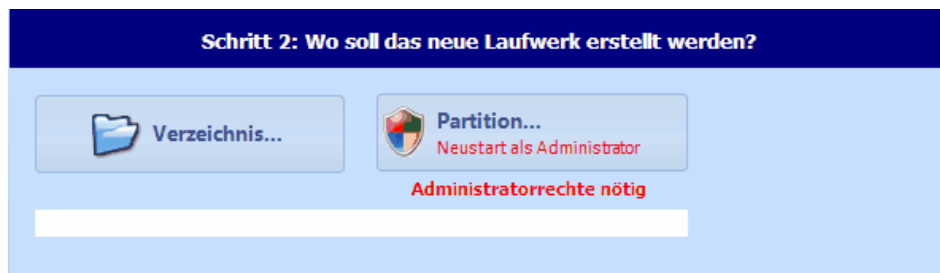 Schritt 2: Wo soll das neue Laufwerk erstellt werden?
Verzeichnis...
Partition...
Neustart als Administrator
Administratorrechte nötig